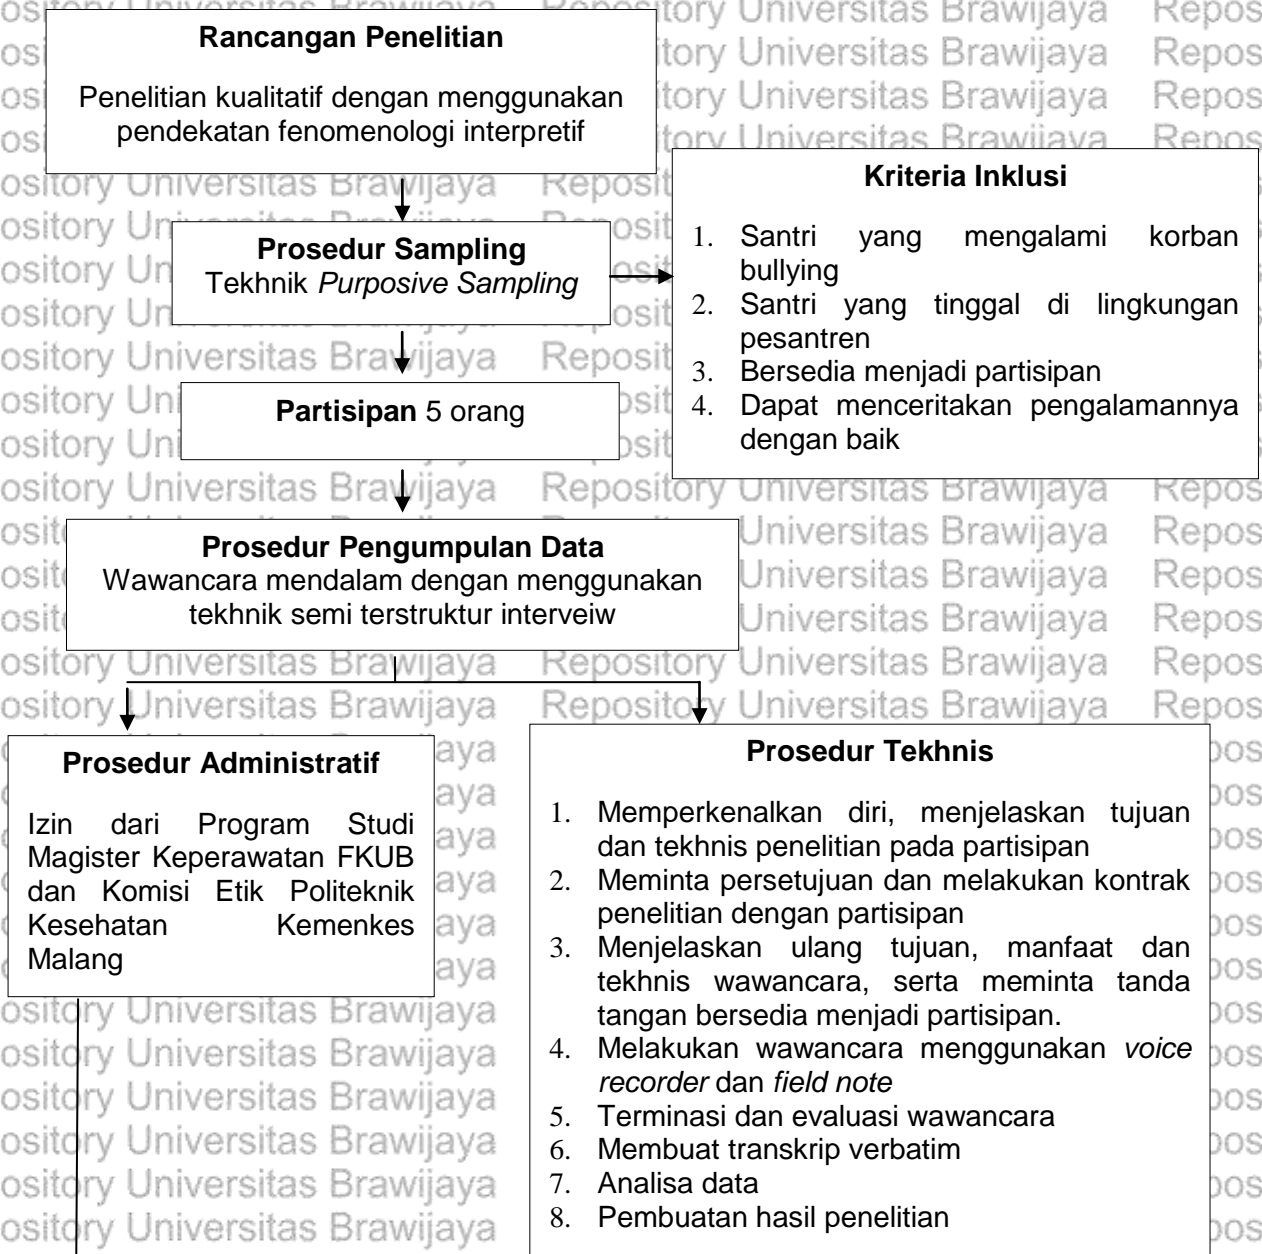 Rancangan Penelitian
Penelitian kualitatif dengan menggunakan
pendekatan fenomenologi interpretif
Prosedur Sampling
Tekhnik Purposive Sampling
Kriteria Inklusi
1. Santri yang mengalami korban
bullying
2. Santri yang tinggal di lingkungan
pesantren
3. Bersedia menjadi partisipan
4. Dapat menceritakan pengalamannya
dengan baik
Partisipan 5 orang
Prosedur Pengumpulan Data
Wawancara mendalam dengan menggunakan
tekhnik semi terstruktur interveiw
Prosedur Administratif
Izin dari Program Studi
Magister Keperawatan FKUB
dan Komisi Etik Politeknik
Kesehatan Kemenkes
Malang
Prosedur Tekhnis
1. Memperkenalkan diri, menjelaskan tujuan
dan tekhnis penelitian pada partisipan
2. Meminta persetujuan dan melakukan kontrak
penelitian dengan partisipan
3. Menjelaskan ulang tujuan, manfaat dan
tekhnis wawancara, serta meminta tanda
tangan bersedia menjadi partisipan.
4. Melakukan wawancara menggunakan voice
recorder dan field note
5. Terminasi dan evaluasi wawancara
6. Membuat transkrip verbatim
7. Analisa data
8. Pembuatan hasil penelitian